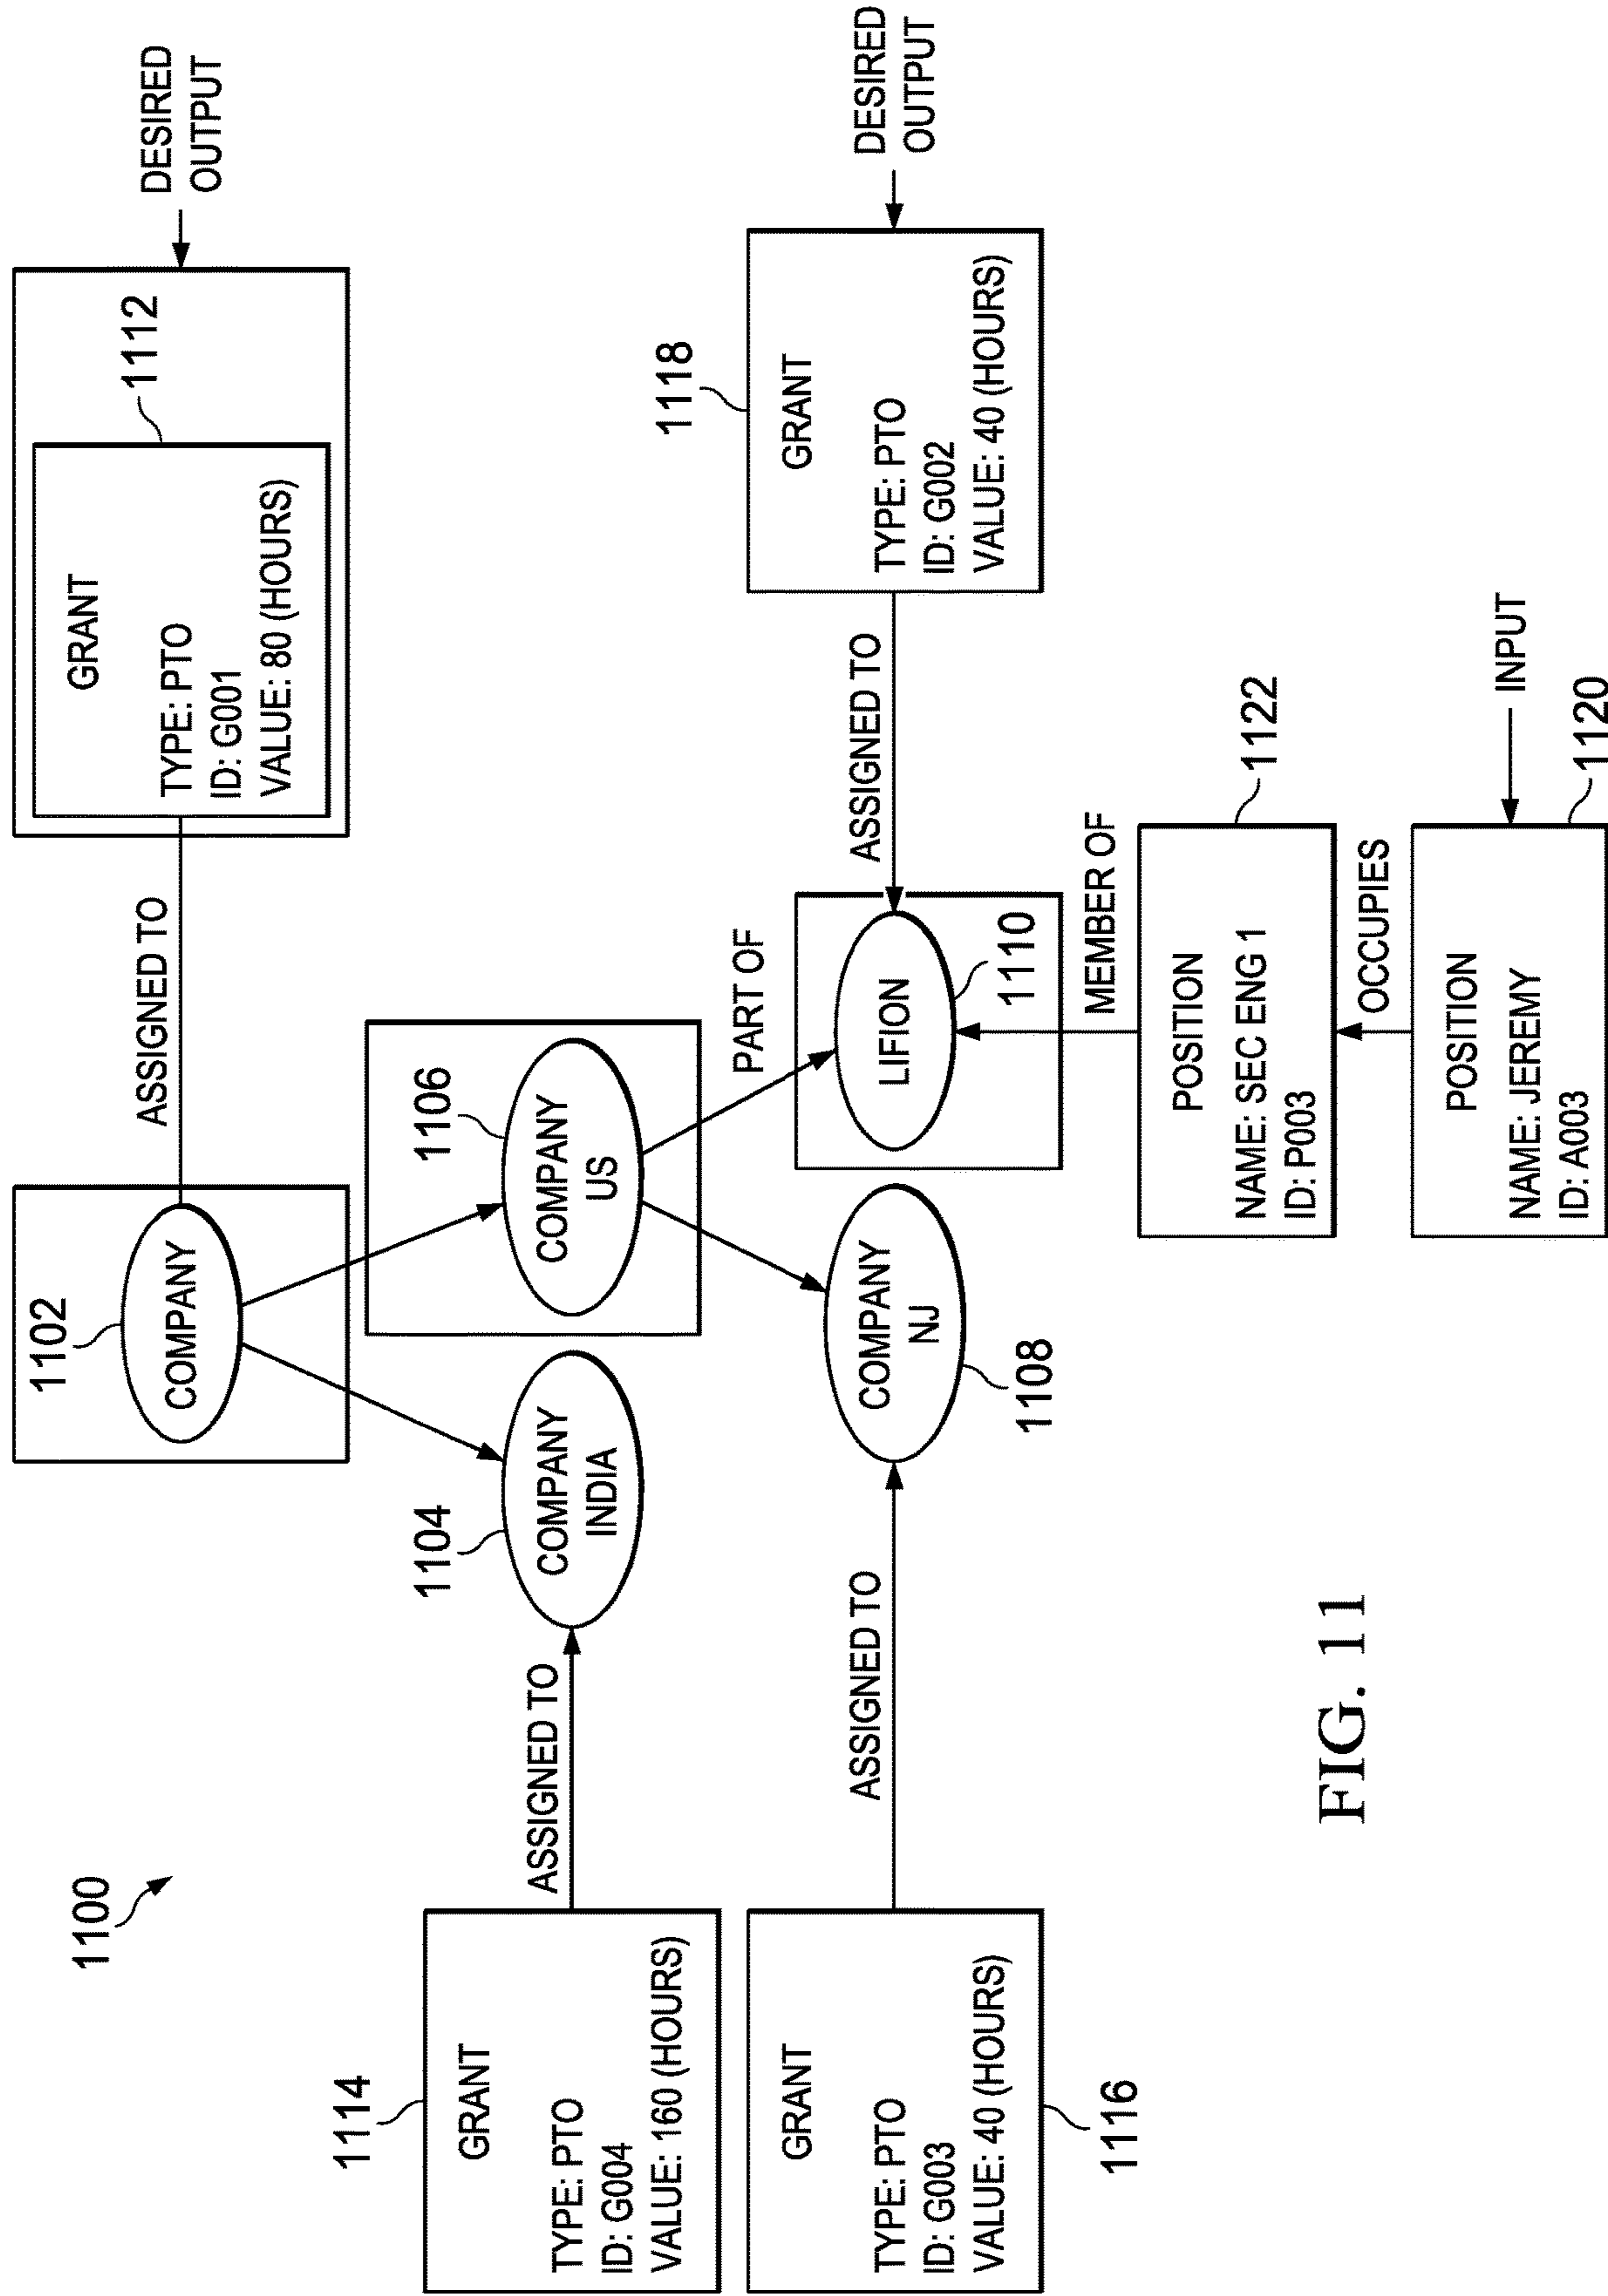 1100
1102
COMPANY
ASSIGNED TO
GRANT
TYPE: PTO
ID: G001
VALUE: 80 (HOURS)
1112
DESIRED
OUTPUT
1114
GRANT
TYPE: PTO
ID: G004
VALUE: 160 (HOURS)
ASSIGNED TO
1104
COMPANY
INDIA
1106
COMPANY
US
PART OF
1116
GRANT
TYPE: PTO
ID: G003
VALUE: 40 (HOURS)
ASSIGNED TO
COMPANY
NJ
1108
LIFION
1110
ASSIGNED TO
1118
GRANT
TYPE: PTO
ID: G002
VALUE: 40 (HOURS)
DESIRED
OUTPUT
MEMBER OF
POSITION
NAME: SEC ENG 1
ID: P003
1122
OCCUPIES
POSITION
NAME: JEREMY
ID: A003
1120
INPUT
FIG. 11